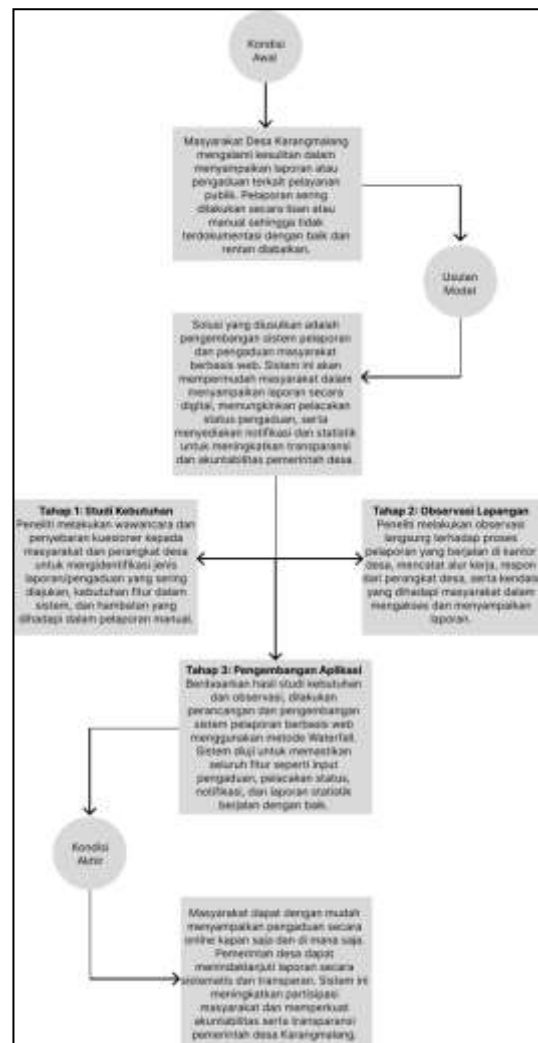 Kondisi
Awal
Masyarakat Desa Karangmalang
mengalami kesulitan dalam
menyampaikan laporan atau
pengaduan terkait pelayanan
publik. Pelaporan sering
dilakukan secara lisan atau
manual sehingga tidak
terdokumentasi dengan baik dan
rentan diabaikan.
Usulan
Model
Solusi yang diusulkan adalah
pengembangan sistem pelaporan
dan pengaduan masyarakat
berbasis web. Sistem ini akan
mempermudah masyarakat dalam
menyampaikan laporan secara
digital, memungkinkan pelacakan
status pengaduan, serta
menyediakan notifikasi dan statistik
untuk meningkatkan transparansi
dan akuntabilitas pemerintah desa.
Tahap 1: Studi Kebutuhan
Peneliti melakukan wawancara dan
penyebaran kuesioner kepada
masyarakat dan perangkat desa
untuk mengidentifikasi jenis
laporan/pengaduan yang sering
diajukan, kebutuhan fitur dalam
sistem, dan hambatan yang
dihadapi dalam pelaporan manual.
Tahap 2: Observasi Lapangan
Peneliti melakukan observasi
langsung terhadap proses
pelaporan yang berjalan di kantor
desa, mencatat alur kerja, respon
dari perangkat desa, serta kendala
yang dihadapi masyarakat dalam
mengakses dan menyampaikan
laporan.
Tahap 3: Pengembangan Aplikasi
Berdasarkan hasil studi kebutuhan
dan observasi, dilakukan
perancangan dan pengembangan
sistem pelaporan berbasis web
menggunakan metode Waterfall.
Sistem diuji untuk memastikan
seluruh fitur seperti input
pengaduan, pelacakan status,
notifikasi, dan laporan statistik
berjalan dengan baik.
Kondisi
Akhir
Masyarakat dapat dengan mudah
menyampaikan pengaduan secara
online kapan saja dan di mana saja.
Pemerintah desa dapat
menindaklanjuti laporan secara
sistematis dan transparan. Sistem ini
meningkatkan partisipasi
masyarakat dan memperkuat
akuntabilitas serta transparansi
pemerintah desa Karangmalang.